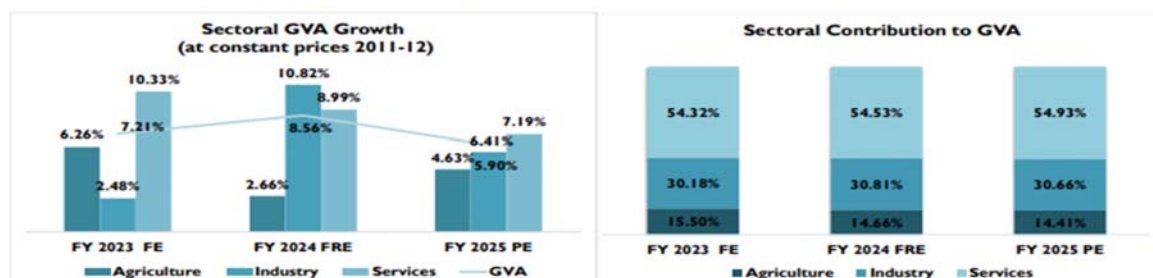 Sectoral GVA Growth
(at constant prices 2011-12)
10.33%
10.82%
8.99%
6.26%
7.21%
8.56%
7.19%
6.41%
4.63%
5.90%
2.48%
2.66%
FY 2023 FE
FY 2024 FRE
FY 2025 PE
Agriculture
Industry
Services
GVA
Sectoral Contribution to GVA
54.32%
54.53%
54.93%
30.18%
30.81%
30.66%
15.50%
14.66%
14.41%
FY 2023 FE
FY 2024 FRE
FY 2025 PE
Agriculture
Industry
Services